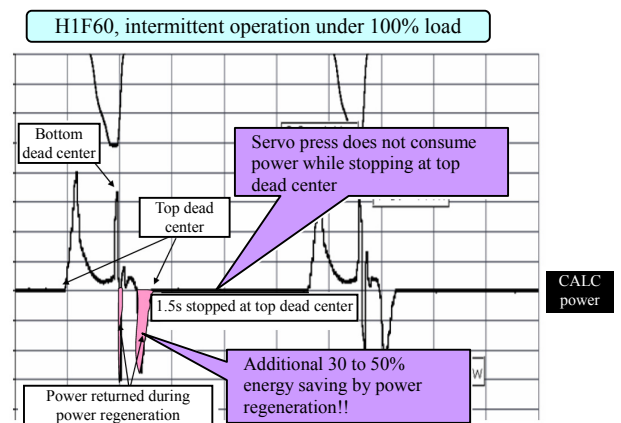 H1F60, intermittent operation under 100% load
Bottom
dead center
Servo press does not consume
power while stopping at top
dead center
Top dead
center
1.5s stopped at top dead center
CALC
power
Additional 30 to 50%
energy saving by power
regeneration!!
W
Power returned during
power regeneration